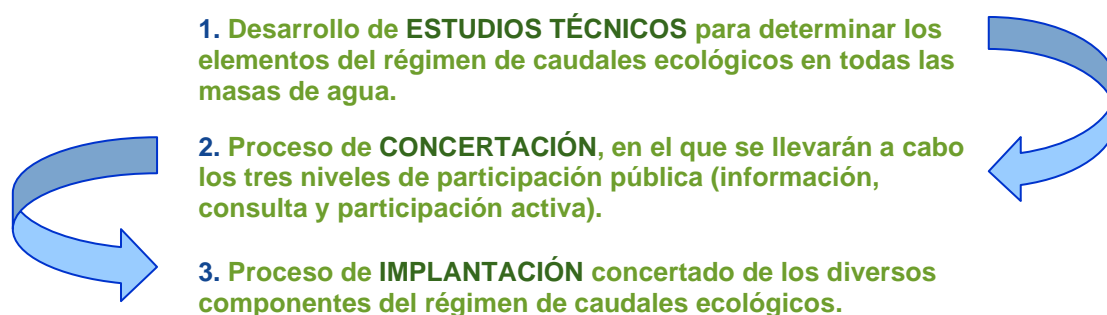 1. Desarrollo de ESTUDIOS TÉCNICOS para determinar los
elementos del régimen de caudales ecológicos en todas las
masas de agua.
2. Proceso de CONCERTACIÓN, en el que se llevarán a cabo
los tres niveles de participación pública (información,
consulta y participación activa).
3. Proceso de IMPLANTACIÓN concertado de los diversos
componentes del régimen de caudales ecológicos.